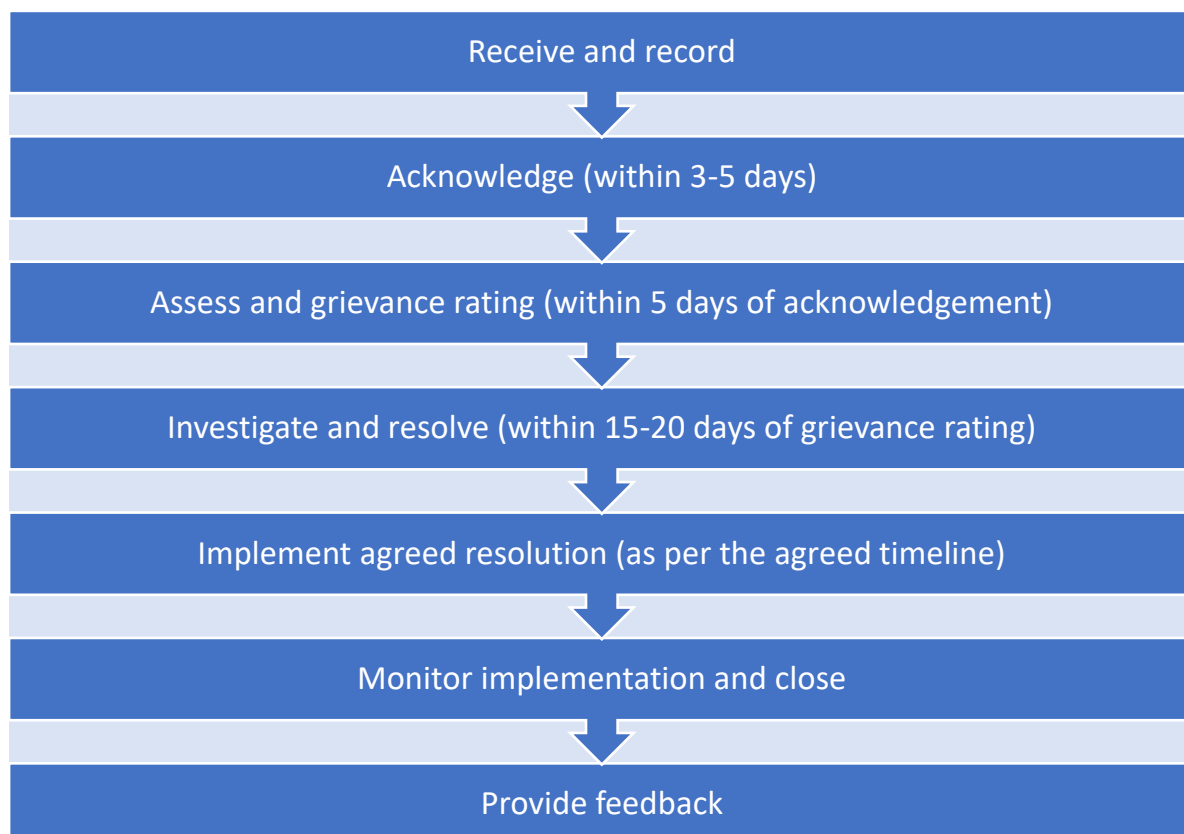 Receive and record
Acknowledge (within 3-5 days)
Assess and grievance rating (within 5 days of acknowledgement)
Investigate and resolve (within 15-20 days of grievance rating)
Implement agreed resolution (as per the agreed timeline)
Monitor implementation and close
Provide feedback